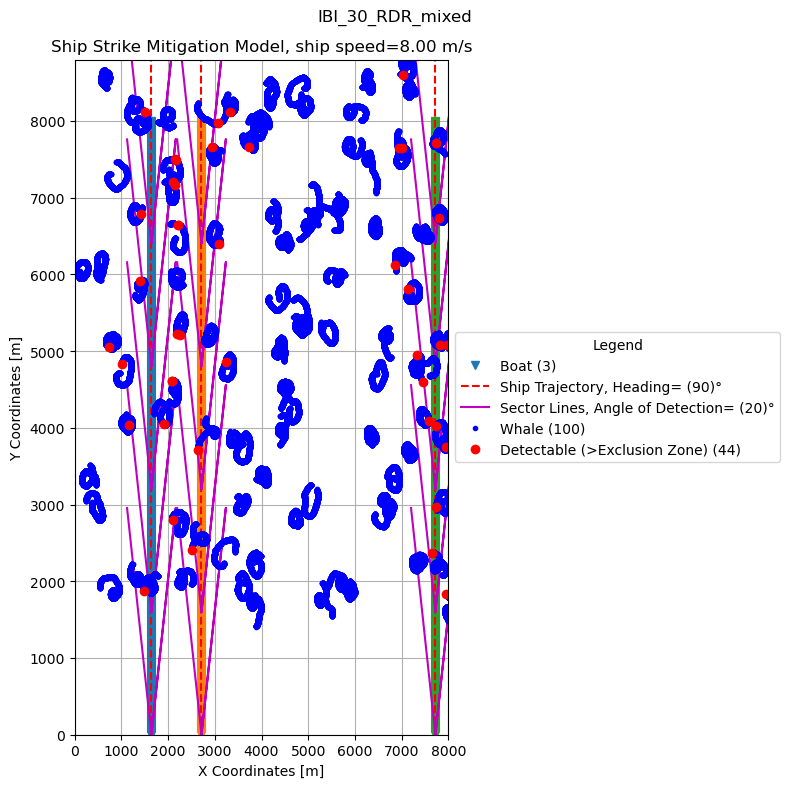 IBI_30_RDR_mixed
Ship Strike Mitigation Model, ship speed=8.00 m/s
8000
7000
6000
5000
4000
3000
2000
1000
0
Y Coordinates [m]
0 1000 2000 3000 4000 5000 6000 7000 8000
X Coordinates [m]
Legend
Boat (3)
Ship Trajectory, Heading= (90)°
Sector Lines, Angle of Detection= (20)°
Whale (100)
Detectable (>Exclusion Zone) (44)